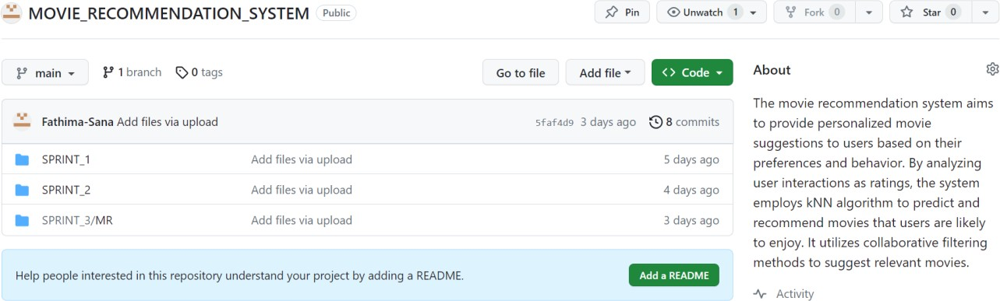 MOVIE_RECOMMENDATION_SYSTEM Public Pin Unwatch 1 Fork 0 Star 0
main 1 branch 0 tags Go to file Add file <> Code
Fathima-Sana Add files via upload 5faf4d9 3 days ago 8 commits
SPRINT_1 Add files via upload 5 days ago
SPRINT_2 Add files via upload 4 days ago
SPRINT_3/MR Add files via upload 3 days ago
Help people interested in this repository understand your project by adding a README. Add a README
About
The movie recommendation system aims
to provide personalized movie
suggestions to users based on their
preferences and behavior. By analyzing
user interactions as ratings, the system
employs kNN algorithm to predict and
recommend movies that users are likely
to enjoy. It utilizes collaborative filtering
methods to suggest relevant movies.
Activity